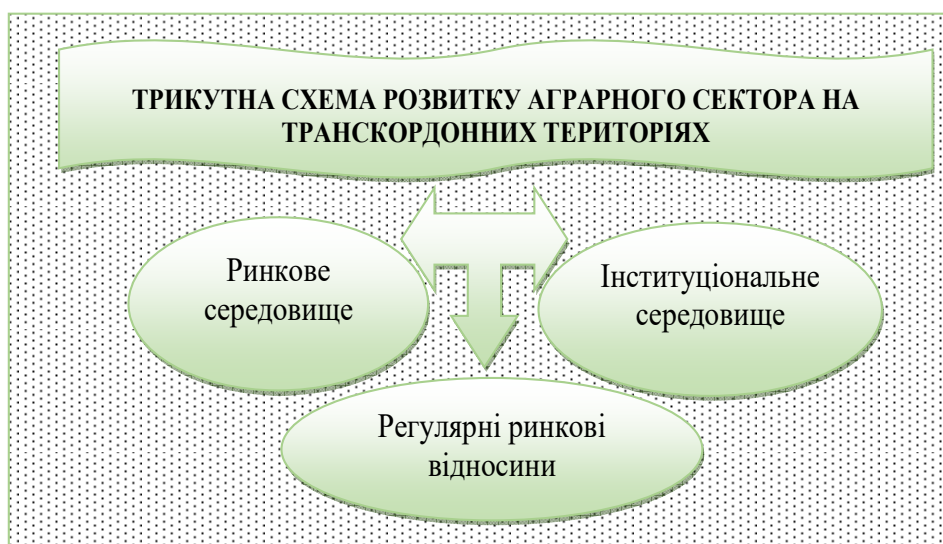 ТРИКУТНА СХЕМА РОЗВИТКУ АГРАРНОГО СЕКТОРА НА
ТРАНСКОРДОННИХ ТЕРИТОРІЯХ
Ринкове
середовище
Інституціональне
середовище
Регулярні ринкові
відносини